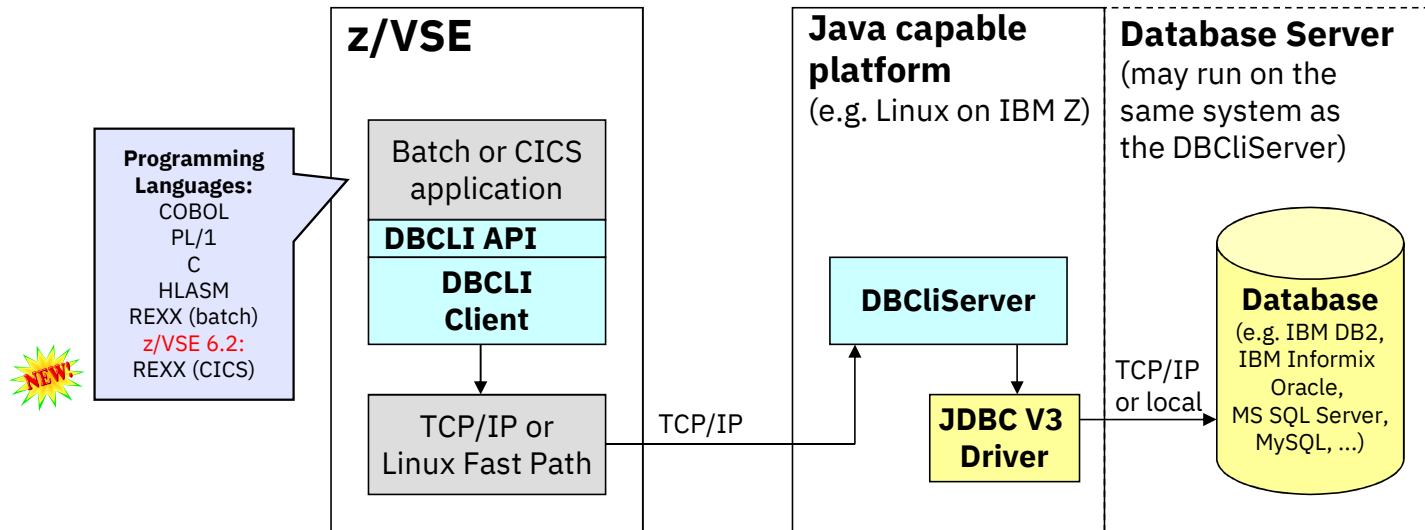 z/VSE
Java capable
platform
(e.g. Linux on IBM Z)
Database Server
(may run on the
same system as
the DBCliServer)
Programming
Languages:
COBOL
PL/1
C
HLASM
REXX (batch)
z/VSE 6.2:
REXX (CICS)
NEW!
Batch or CICS
application
DBCLI API
DBCLI
Client
TCP/IP or
Linux Fast Path
TCP/IP
DBCliServer
JDBC V3
Driver
TCP/IP
or local
Database
(e.g. IBM DB2,
IBM Informix
Oracle,
MS SQL Server,
MySQL, ...)